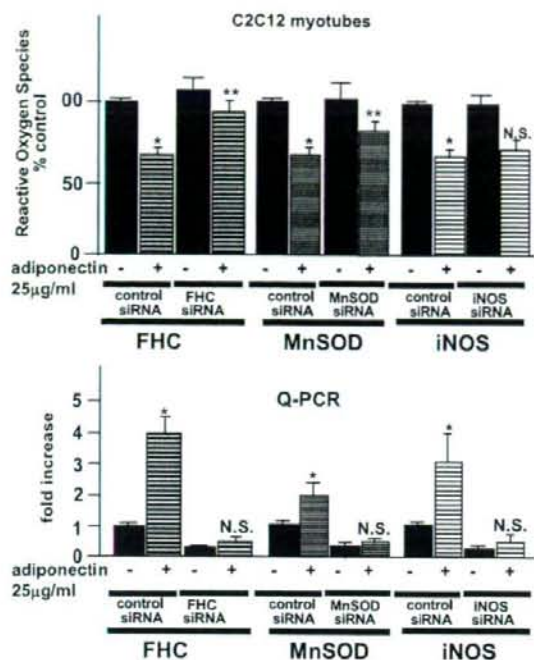 C2C12 myotubes
Reactive Oxygen Species
% control
00
50
0
* ** * ** * N.S.
adiponectin - + - + - + - + - + - +
25µg/ml
control siRNA FHC siRNA control siRNA MnSOD siRNA control siRNA iNOS siRNA
FHC MnSOD iNOS
Q-PCR
fold increase
5
4
3
2
1
0
* N.S. * N.S. * N.S.
adiponectin - + - + - + - + - + - +
25µg/ml
control siRNA FHC siRNA control siRNA MnSOD siRNA control siRNA iNOS siRNA
FHC MnSOD iNOS